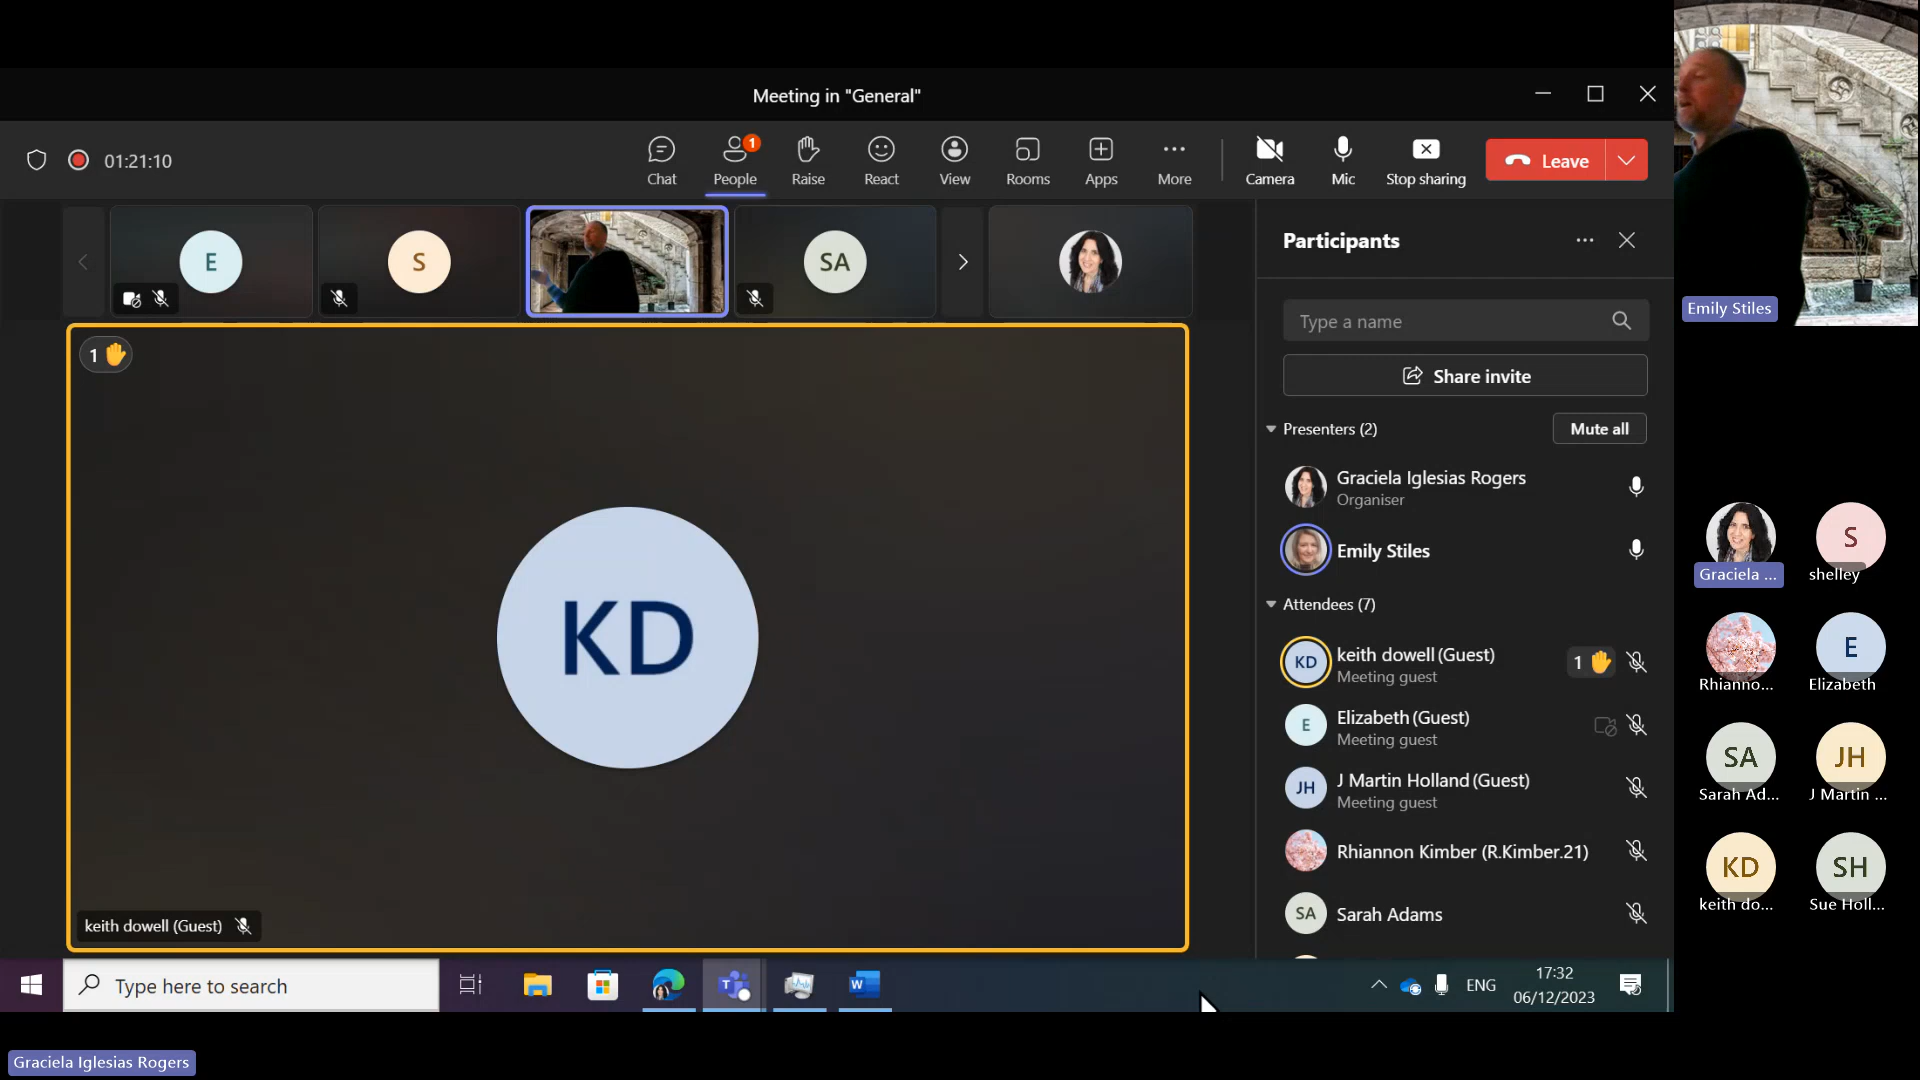 Meeting in "General"
01:21:10
Chat
People
1
Raise
React
View
Rooms
Apps
More
Camera
Mic
Stop sharing
Leave
E
S
SA
Participants
Type a name
Share invite
Presenters (2)
Mute all
Graciela Iglesias Rogers
Organiser
Emily Stiles
Attendees (7)
KD
keith dowell (Guest)
Meeting guest
1
E
Elizabeth (Guest)
Meeting guest
JH
J Martin Holland (Guest)
Meeting guest
Rhiannon Kimber (R.Kimber.21)
SA
Sarah Adams
1
KD
keith dowell (Guest)
Type here to search
ENG
17:32
06/12/2023
Graciela Iglesias Rogers
Emily Stiles
Graciela ...
S
shelley
Rhianno...
E
Elizabeth
SA
Sarah Ad...
JH
J Martin ...
KD
keith do...
SH
Sue Holl...